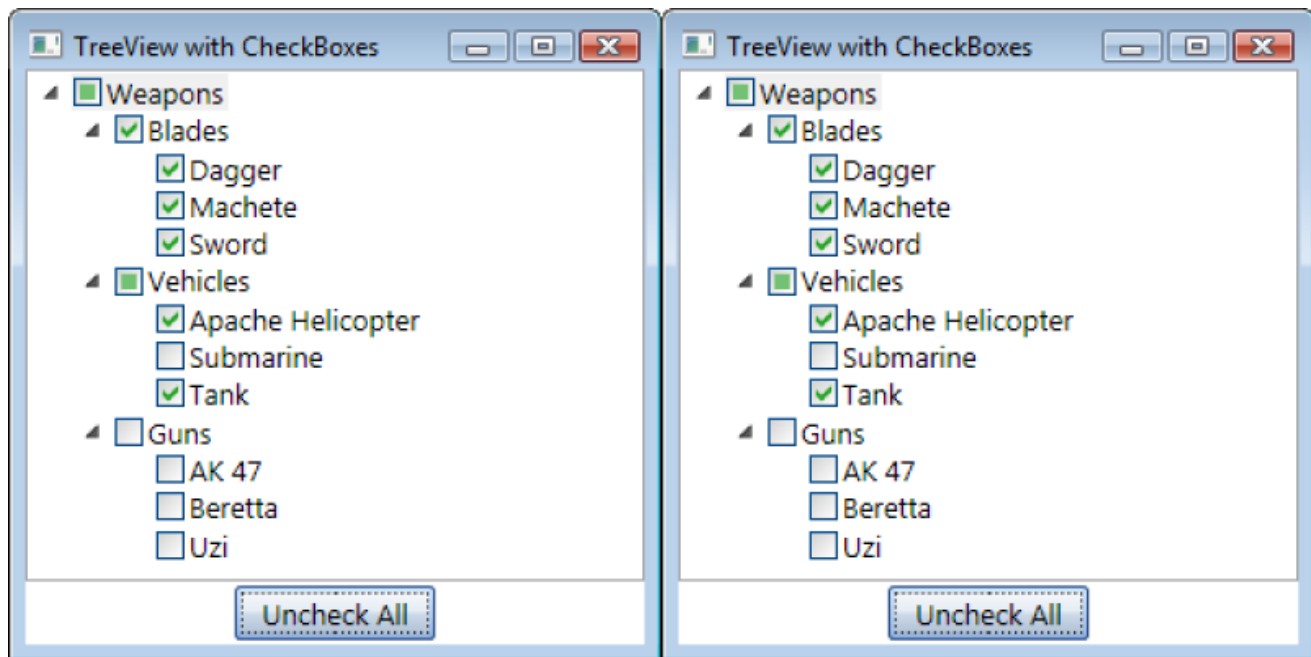 TreeView with CheckBoxes
Weapons
Blades
Dagger
Machete
Sword
Vehicles
Apache Helicopter
Submarine
Tank
Guns
AK 47
Beretta
Uzi
Uncheck All
TreeView with CheckBoxes
Weapons
Blades
Dagger
Machete
Sword
Vehicles
Apache Helicopter
Submarine
Tank
Guns
AK 47
Beretta
Uzi
Uncheck All